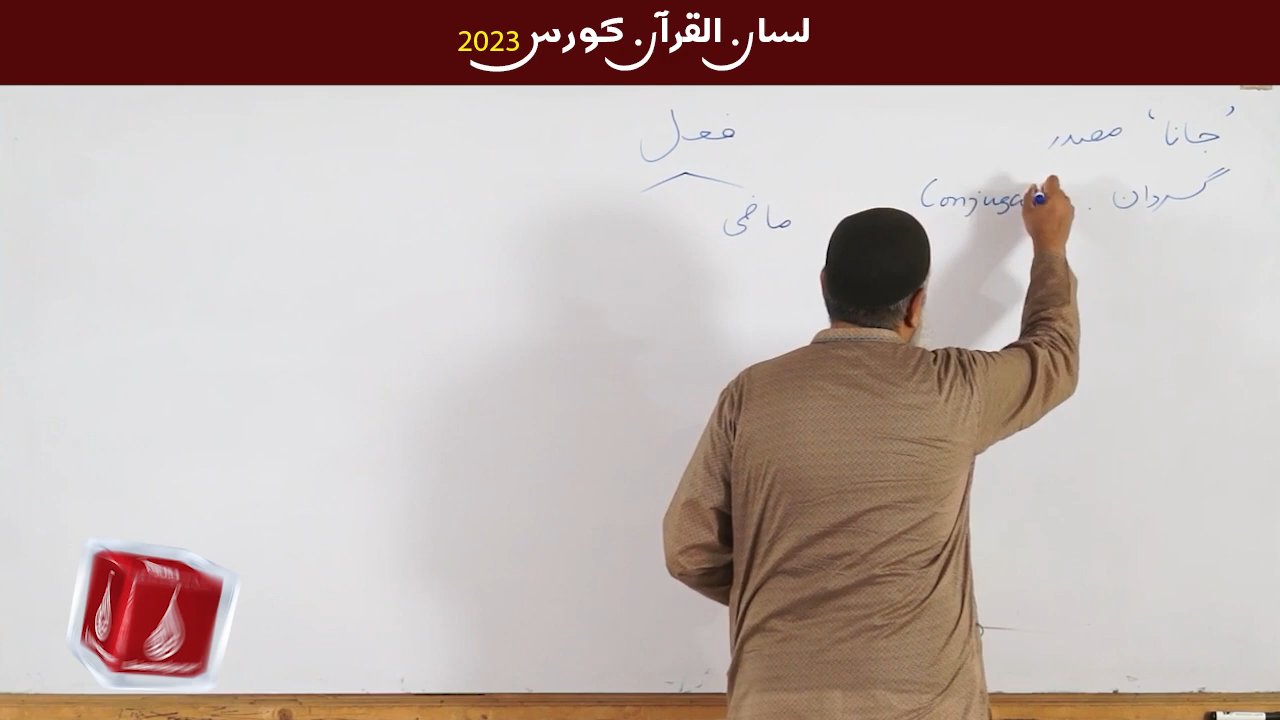 لسان القرآن کورس 2023
'جانا' مصدر
گردان . Conjuga
فعل
ماضی